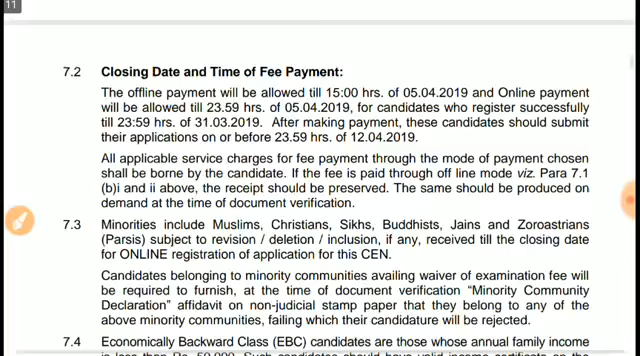 11
7.2 Closing Date and Time of Fee Payment:
The offline payment will be allowed till 15:00 hrs. of 05.04.2019 and Online payment
will be allowed till 23.59 hrs. of 05.04.2019, for candidates who register successfully
till 23:59 hrs. of 31.03.2019. After making payment, these candidates should submit
their applications on or before 23.59 hrs. of 12.04.2019.
All applicable service charges for fee payment through the mode of payment chosen
shall be borne by the candidate. If the fee is paid through off line mode viz. Para 7.1
(b)i and ii above, the receipt should be preserved. The same should be produced on
demand at the time of document verification.
7.3 Minorities include Muslims, Christians, Sikhs, Buddhists, Jains and Zoroastrians
(Parsis) subject to revision / deletion / inclusion, if any, received till the closing date
for ONLINE registration of application for this CEN.
Candidates belonging to minority communities availing waiver of examination fee will
be required to furnish, at the time of document verification "Minority Community
Declaration" affidavit on non-judicial stamp paper that they belong to any of the
above minority communities, failing which their candidature will be rejected.
7.4 Economically Backward Class (EBC) candidates are those whose annual family income